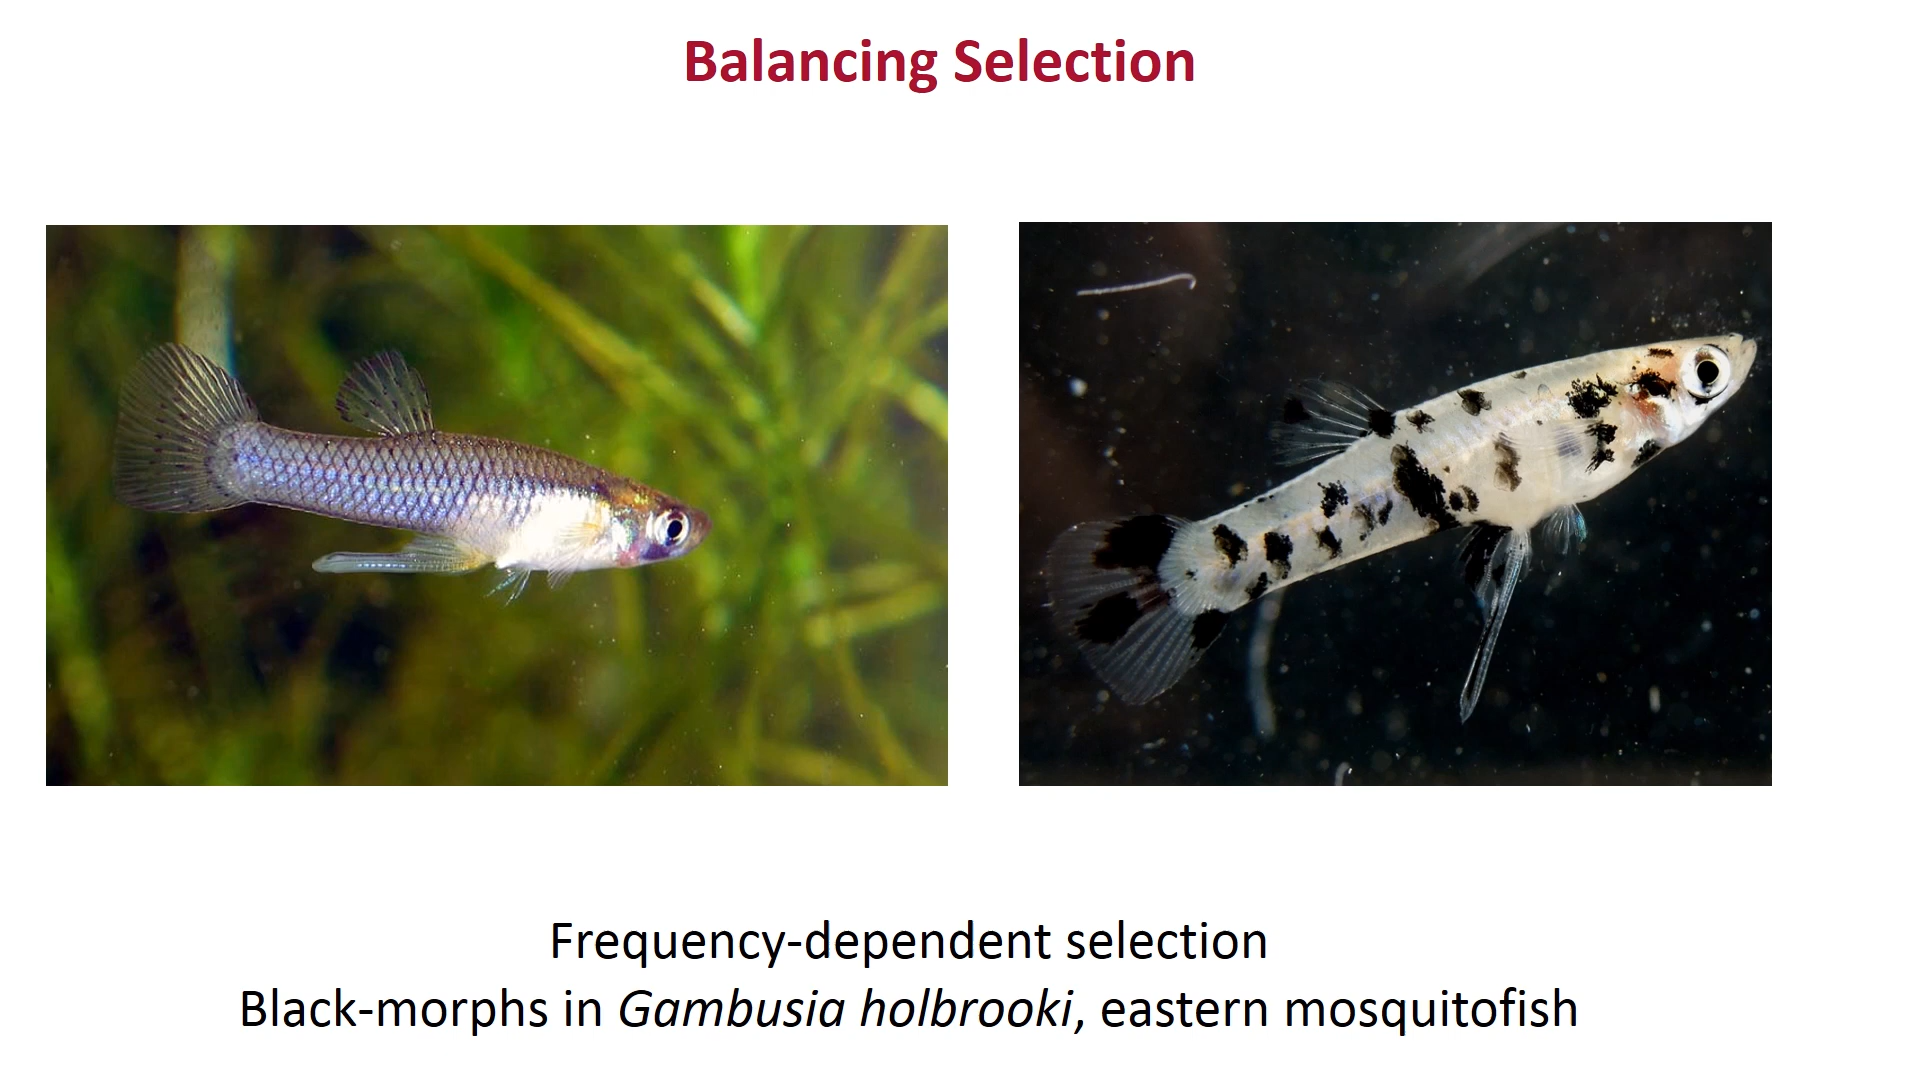 Balancing Selection
Frequency-dependent selection
Black-morphs in Gambusia holbrooki, eastern mosquitofish